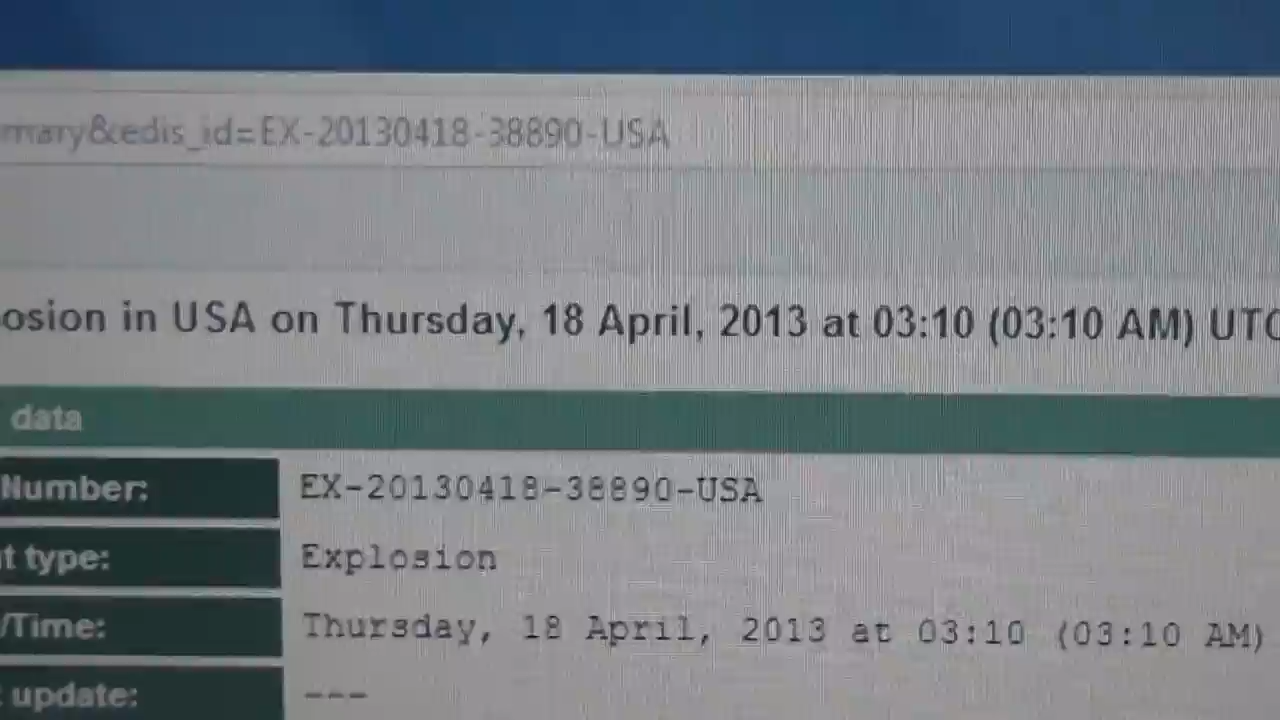 mary&edis_id=EX-20130418-38890-USA
osion in USA on Thursday, 18 April, 2013 at 03:10 (03:10 AM) UTC
data
Number: EX-20130418-38890-USA
t type: Explosion
/Time: Thursday, 18 April, 2013 at 03:10 (03:10 AM)
update: ---